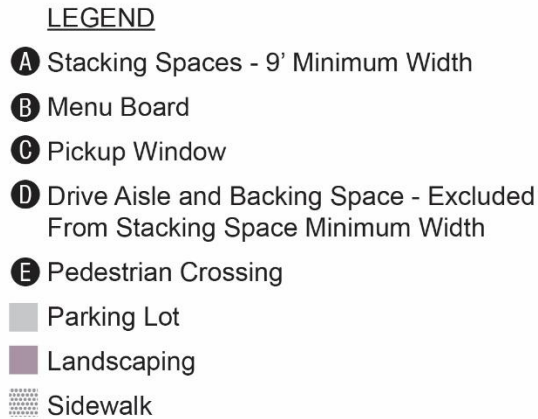 LEGEND
A Stacking Spaces - 9’ Minimum Width
B Menu Board
C Pickup Window
D Drive Aisle and Backing Space - Excluded
From Stacking Space Minimum Width
E Pedestrian Crossing
Parking Lot
Landscaping
Sidewalk